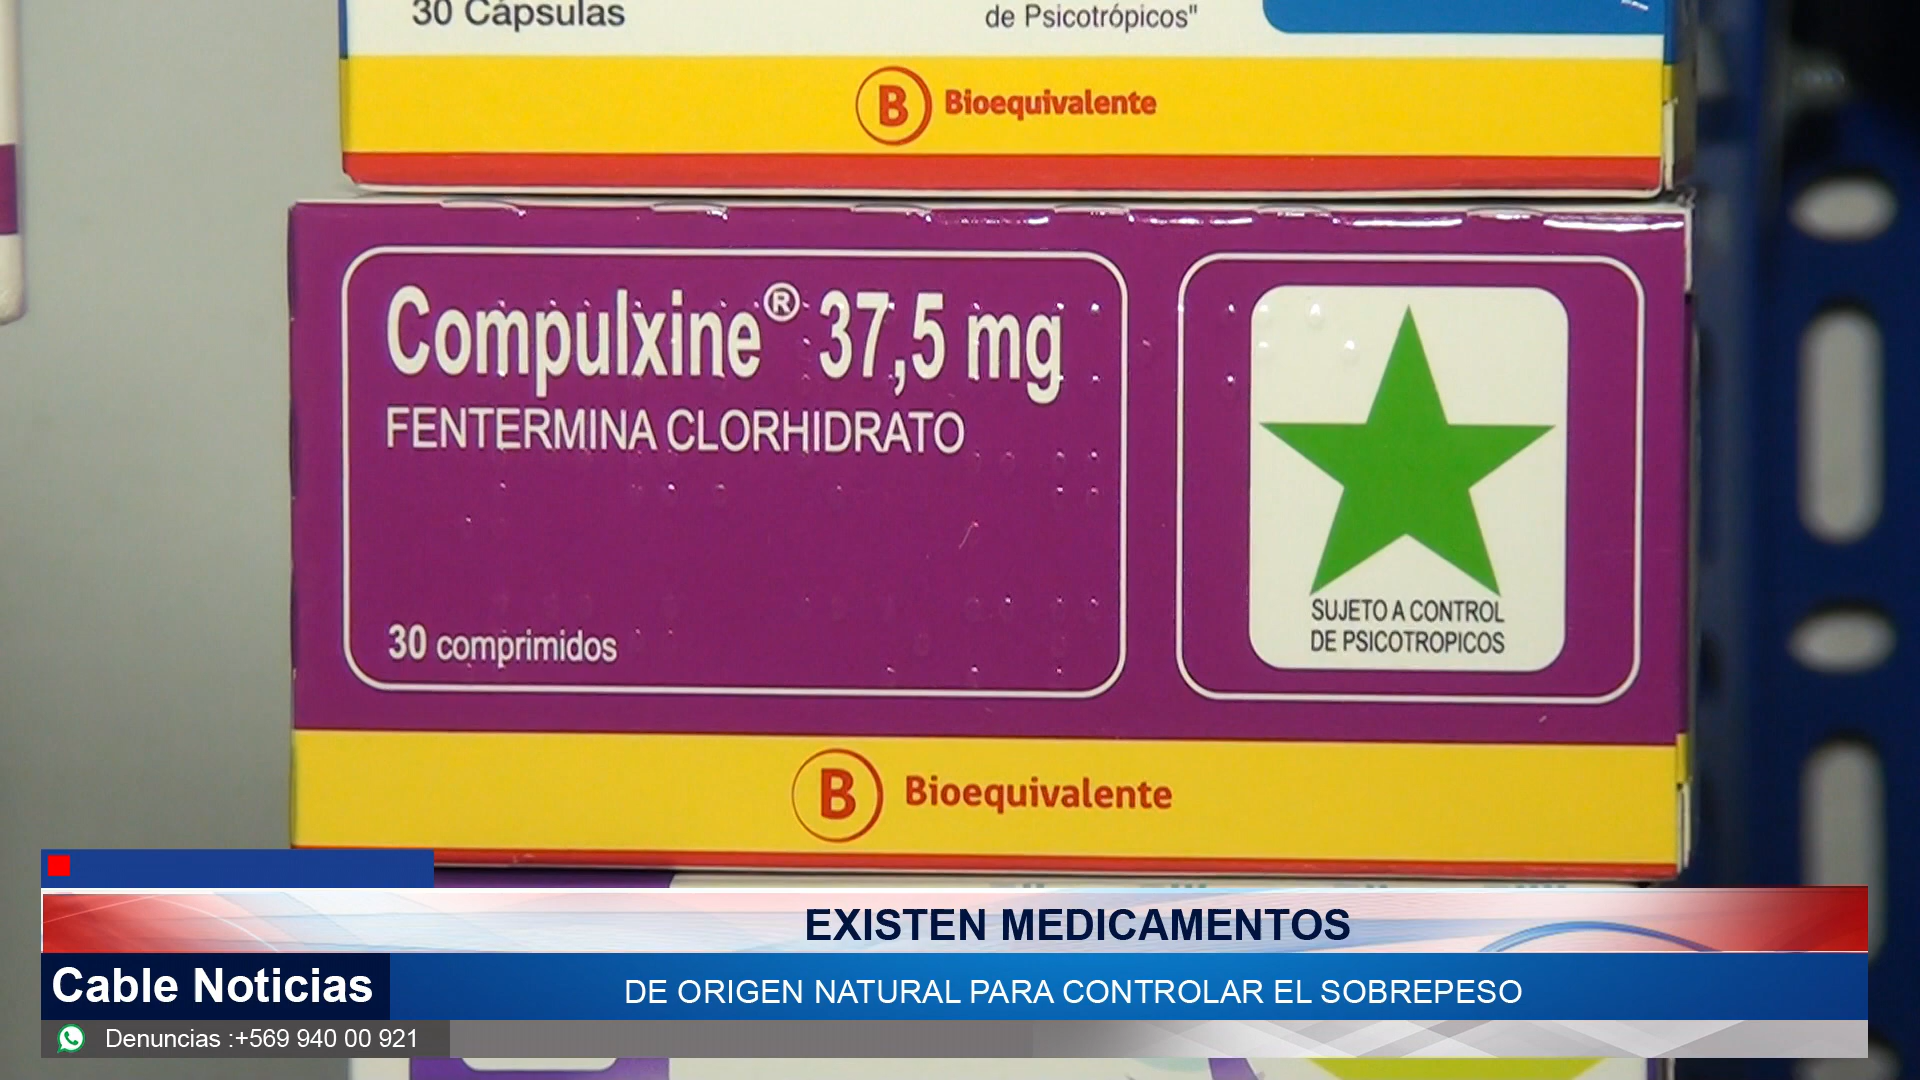 30 Cápsulas
de Psicotrópicos"
B Bioequivalente
Compulxine® 37,5 mg
FENTERMINA CLORHIDRATO
30 comprimidos
SUJETO A CONTROL
DE PSICOTROPICOS
B Bioequivalente
EXISTEN MEDICAMENTOS
Cable Noticias
DE ORIGEN NATURAL PARA CONTROLAR EL SOBREPESO
Denuncias :+569 940 00 921